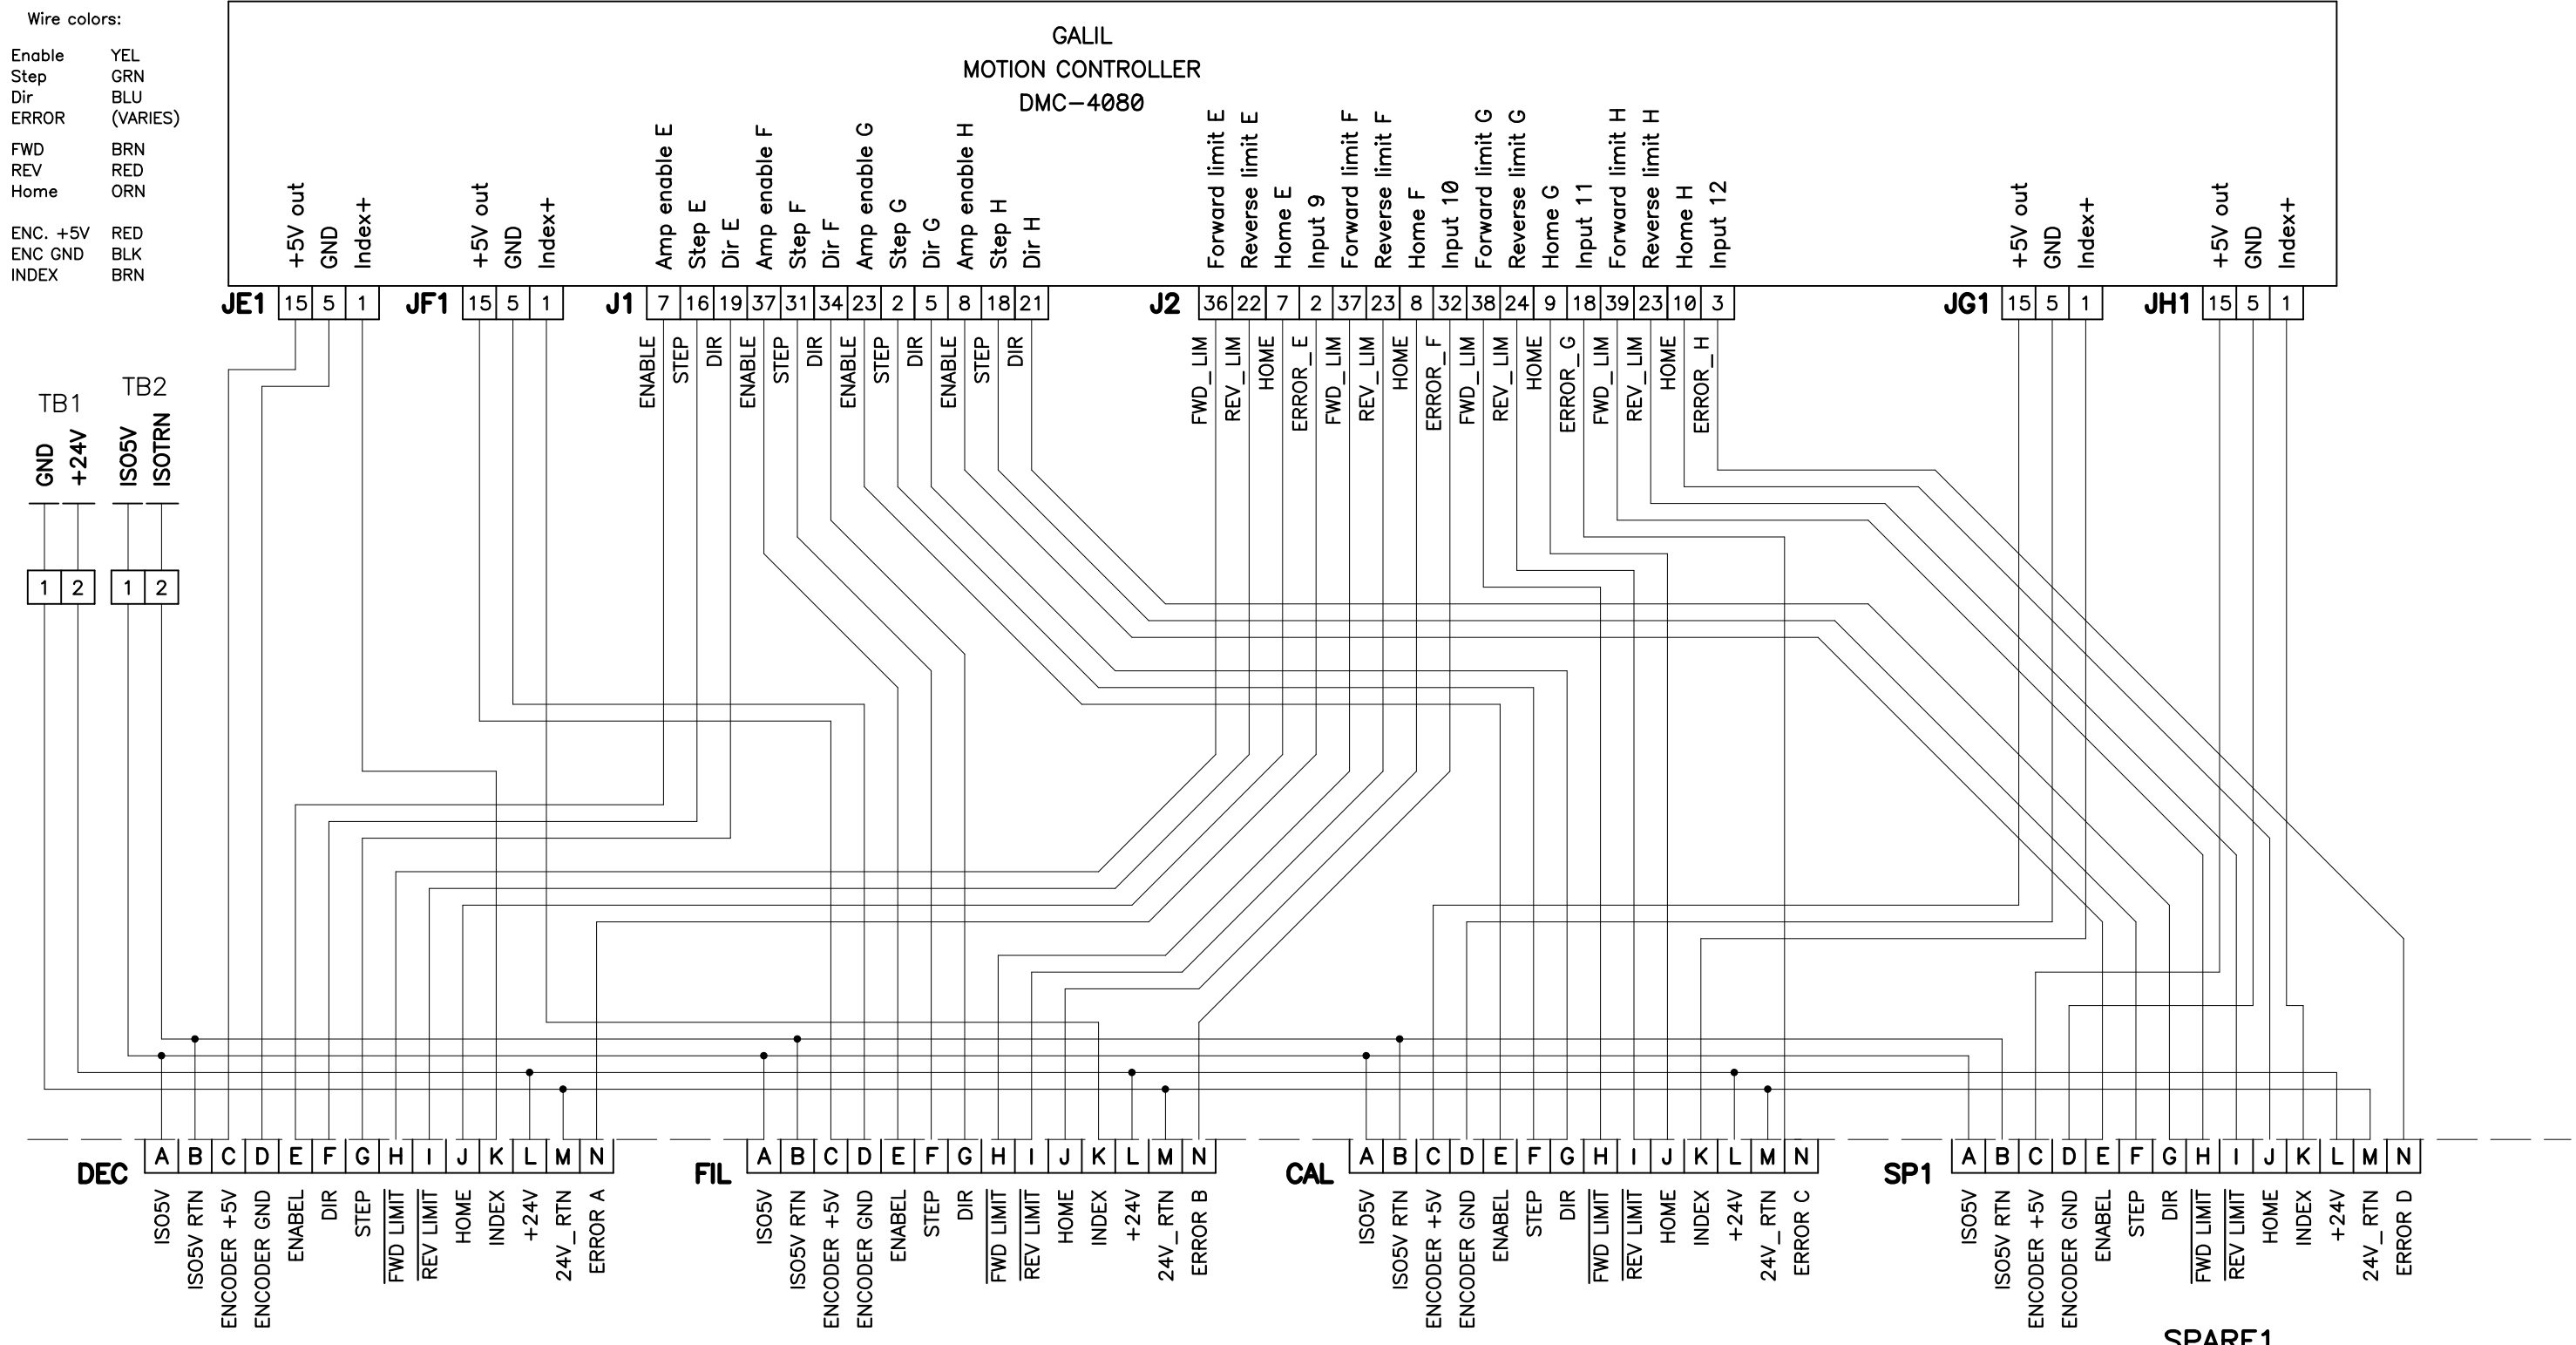 Wire colors:
Enable YEL
Step GRN
Dir BLU
ERROR (VARIES)
FWD BRN
REV RED
Home ORN
ENC. +5V RED
ENC GND BLK
INDEX BRN
GALIL
MOTION CONTROLLER
DMC-4080
+5V out
GND
Index+
+5V out
GND
Index+
Amp enable E
Step E
Dir E
Amp enable F
Step F
Dir F
Amp enable G
Step G
Dir G
Amp enable H
Step H
Dir H
Forward limit E
Reverse limit E
Home E
Input 9
Forward limit F
Reverse limit F
Home F
Input 10
Forward limit G
Reverse limit G
Home G
Input 11
Forward limit H
Reverse limit H
Home H
Input 12
+5V out
GND
Index+
+5V out
GND
Index+
JE1 15 5 1
JF1 15 5 1
J1 7 16 19 37 31 34 23 2 5 8 18 21
J2 36 22 7 2 37 23 8 32 38 24 9 18 39 23 10 3
JG1 15 5 1
JH1 15 5 1
ENABLE
STEP
DIR
ENABLE
STEP
DIR
ENABLE
STEP
DIR
ENABLE
STEP
DIR
FWD_LIM
REV_LIM
HOME
ERROR_E
FWD_LIM
REV_LIM
HOME
ERROR_F
FWD_LIM
REV_LIM
HOME
ERROR_G
FWD_LIM
REV_LIM
HOME
ERROR_H
TB1
TB2
GND
+24V
ISO5V
ISOTRN
1 2
1 2
DEC A B C D E F G H I J K L M N
FIL A B C D E F G H I J K L M N
CAL A B C D E F G H I J K L M N
SP1 A B C D E F G H I J K L M N
ISO5V
ISO5V RTN
ENCODER +5V
ENCODER GND
ENABEL
DIR
STEP
FWD LIMIT
REV LIMIT
HOME
INDEX
+24V
24V_RTN
ERROR A
ISO5V
ISO5V RTN
ENCODER +5V
ENCODER GND
ENABEL
STEP
DIR
FWD LIMIT
REV LIMIT
HOME
INDEX
+24V
24V_RTN
ERROR B
ISO5V
ISO5V RTN
ENCODER +5V
ENCODER GND
ENABEL
STEP
DIR
FWD LIMIT
REV LIMIT
HOME
INDEX
+24V
24V_RTN
ERROR C
ISO5V
ISO5V RTN
ENCODER +5V
ENCODER GND
ENABEL
STEP
DIR
FWD LIMIT
REV LIMIT
HOME
INDEX
+24V
24V_RTN
ERROR D
SPARE1